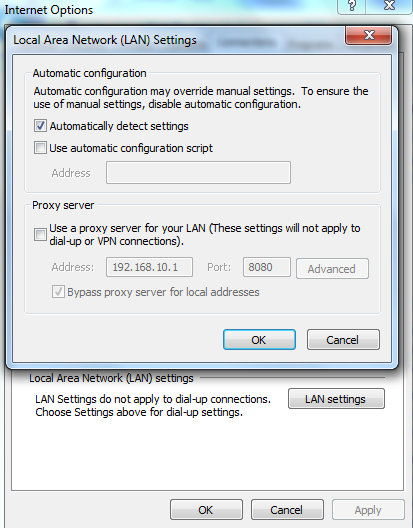 Internet Options
Local Area Network (LAN) Settings
Automatic configuration
Automatic configuration may override manual settings. To ensure the
use of manual settings, disable automatic configuration.
Automatically detect settings
Use automatic configuration script
Address
Proxy server
Use a proxy server for your LAN (These settings will not apply to
dial-up or VPN connections).
Address: 192.168.10.1 Port: 8080 Advanced
Bypass proxy server for local addresses
OK Cancel
Local Area Network (LAN) settings
LAN Settings do not apply to dial-up connections. LAN settings
Choose Settings above for dial-up settings.
OK Cancel Apply